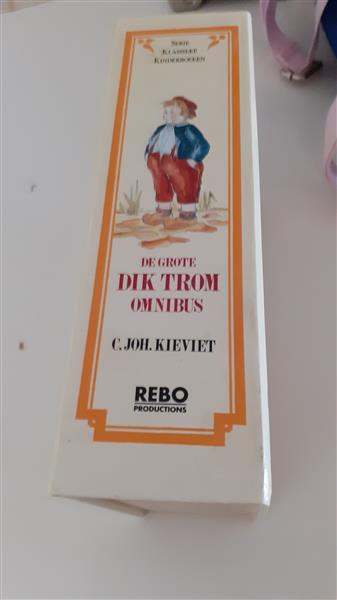 SERIE
KLASSIEKE
KINDERBOEKEN
DE GROTE
DIK TROM
OMNIBUS
C. JOH. KIEVIET
REBO
PRODUCTIONS